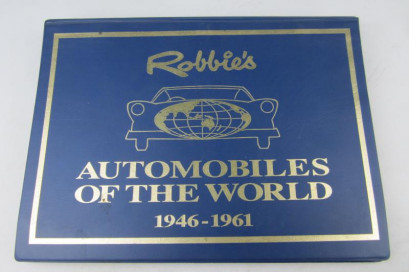 Robbie's
AUTOMOBILES
OF THE WORLD
1946-1961